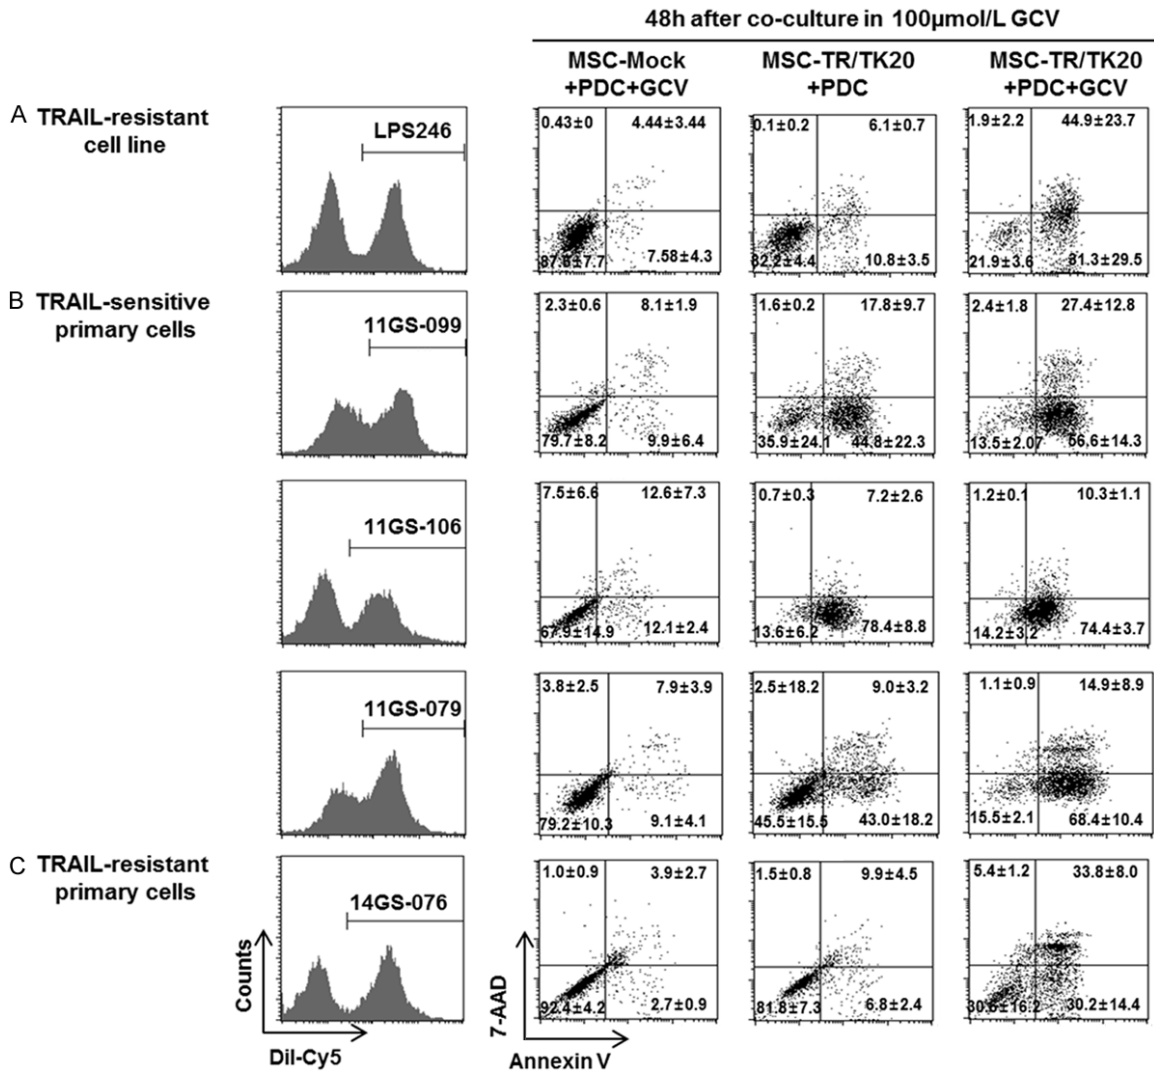 48h after co-culture in 100µmol/L GCV
MSC-Mock
+PDC+GCV
MSC-TR/TK20
+PDC
MSC-TR/TK20
+PDC+GCV
A TRAIL-resistant
cell line
LPS246
0.43±0 4.44±3.44
87.8±7.7 7.58±4.3
0.1±0.2 6.1±0.7
82.2±4.4 10.8±3.5
1.9±2.2 44.9±23.7
21.9±3.6 31.3±29.5
B TRAIL-sensitive
primary cells
11GS-099
2.3±0.6 8.1±1.9
79.7±8.2 9.9±6.4
1.6±0.2 17.8±9.7
35.9±24.1 44.8±22.3
2.4±1.8 27.4±12.8
13.5±2.07 56.6±14.3
11GS-106
7.5±6.6 12.6±7.3
67.9±14.9 12.1±2.4
0.7±0.3 7.2±2.6
13.6±6.2 78.4±8.8
1.2±0.1 10.3±1.1
14.2±3.2 74.4±3.7
11GS-079
3.8±2.5 7.9±3.9
79.2±10.3 9.1±4.1
2.5±18.2 9.0±3.2
45.5±15.5 43.0±18.2
1.1±0.9 14.9±8.9
15.5±2.1 68.4±10.4
C TRAIL-resistant
primary cells
14GS-076
1.0±0.9 3.9±2.7
92.4±4.2 2.7±0.9
1.5±0.8 9.9±4.5
81.8±7.3 6.8±2.4
5.4±1.2 33.8±8.0
30.6±16.2 30.2±14.4
Counts
Dil-Cy5
7-AAD
Annexin V